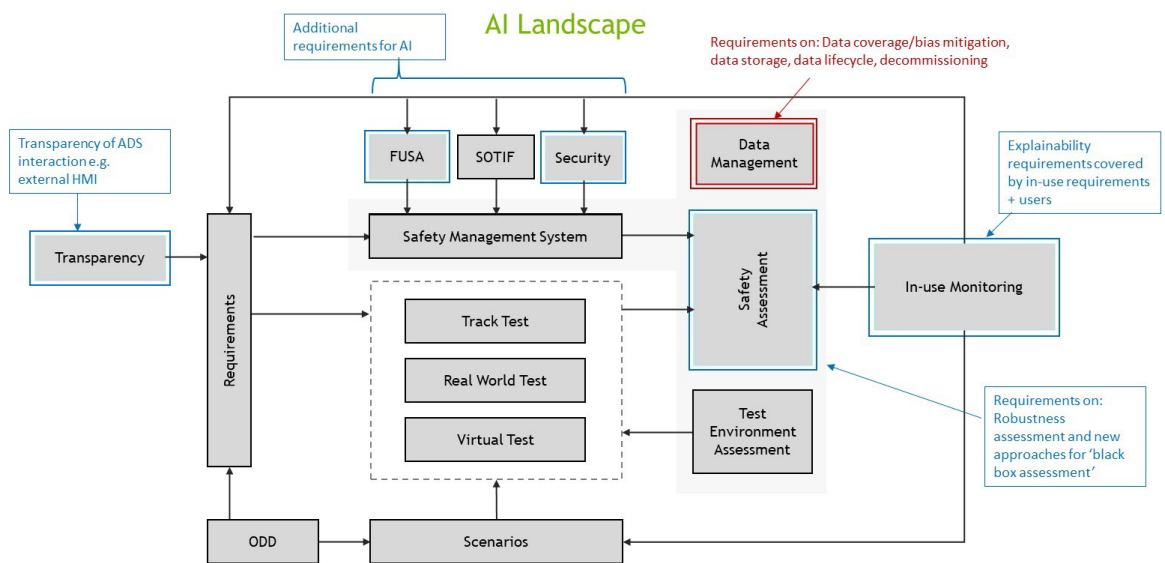 AI Landscape
Additional
requirements for AI
Requirements on: Data coverage/bias mitigation,
data storage, data lifecycle, decommissioning
Transparency of ADS
interaction e.g.
external HMI
FUSA
SOTIF
Security
Data
Management
Explainability
requirements covered
by in-use requirements
+ users
Transparency
Requirements
Safety Management System
Safety
Assessment
In-use Monitoring
Track Test
Real World Test
Virtual Test
Test
Environment
Assessment
Requirements on:
Robustness
assessment and new
approaches for ‘black
box assessment’
ODD
Scenarios